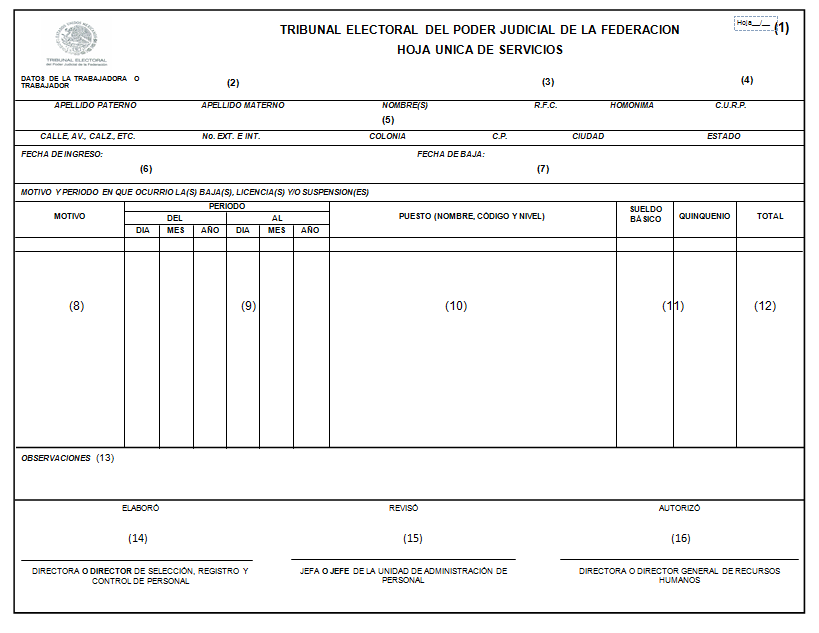 TRIBUNAL ELECTORAL DEL PODER JUDICIAL DE LA FEDERACION
Hoja__/__ (1)
HOJA UNICA DE SERVICIOS
TRIBUNAL ELECTORAL
del Poder Judicial de la Federación
DATOS DE LA TRABAJADORA O
TRABAJADOR
(2) (3) (4)
APELLIDO PATERNO APELLIDO MATERNO NOMBRE(S) R.F.C. HOMONIMA C.U.R.P.
(5)
CALLE, AV., CALZ., ETC. No. EXT. E INT. COLONIA C.P. CIUDAD ESTADO
FECHA DE INGRESO: FECHA DE BAJA:
(6) (7)
MOTIVO Y PERIODO EN QUE OCURRIO LA(S) BAJA(S), LICENCIA(S) Y/O SUSPENSION(ES)
MOTIVO PERIODO PUESTO (NOMBRE, CÓDIGO Y NIVEL) SUELDO BÁSICO QUINQUENIO TOTAL
DEL AL
DIA MES AÑO DIA MES AÑO
(8) (9) (10) (11) (12)
OBSERVACIONES (13)
ELABORÓ REVISÓ AUTORIZÓ
(14) (15) (16)
DIRECTORA O DIRECTOR DE SELECCIÓN, REGISTRO Y
CONTROL DE PERSONAL
JEFA O JEFE DE LA UNIDAD DE ADMINISTRACIÓN DE
PERSONAL
DIRECTORA O DIRECTOR GENERAL DE RECURSOS
HUMANOS